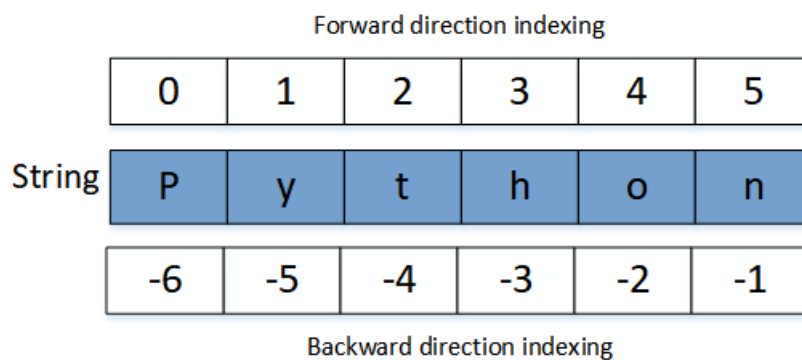 Forward direction indexing
0 1 2 3 4 5
String P y t h o n
-6 -5 -4 -3 -2 -1
Backward direction indexing